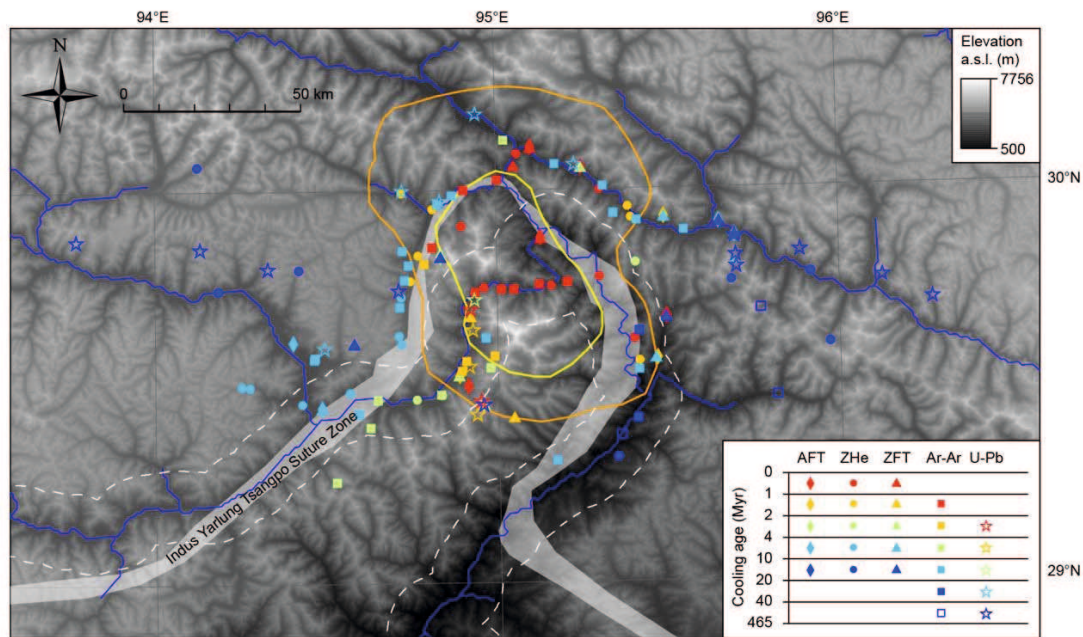 94°E 95°E 96°E
N
0 50 km
Elevation
a.s.l. (m)
7756
500
30°N
Indus Yarlung Tsangpo Suture Zone
29°N
AFT ZHe ZFT Ar-Ar U-Pb
Cooling age (Myr)
0
1
2
4
10
20
40
465